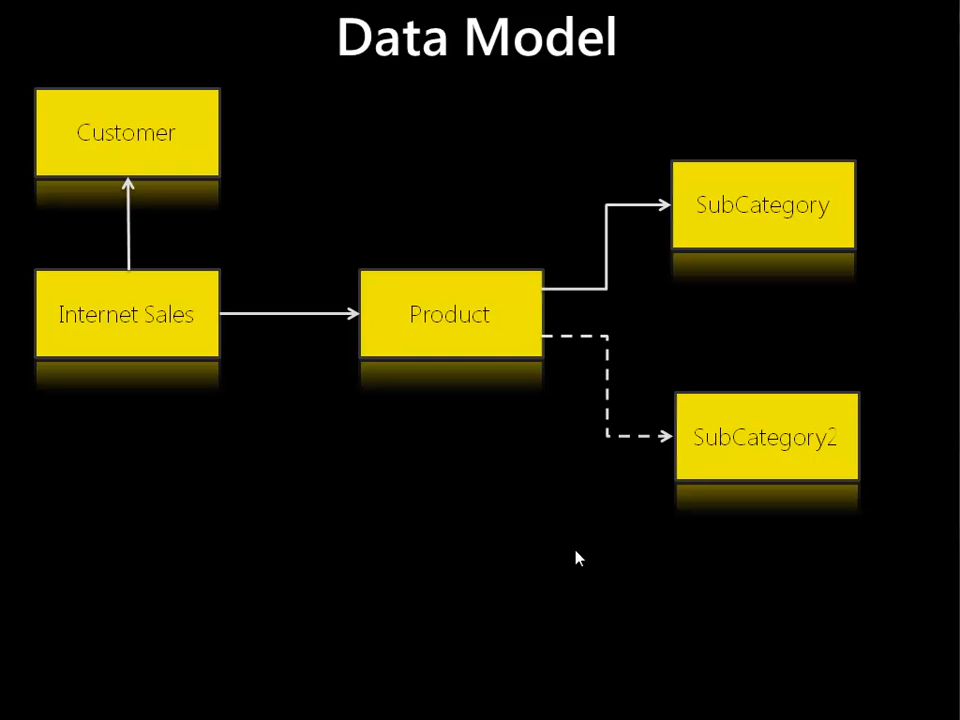 Data Model
Customer
SubCategory
Internet Sales
Product
SubCategory2